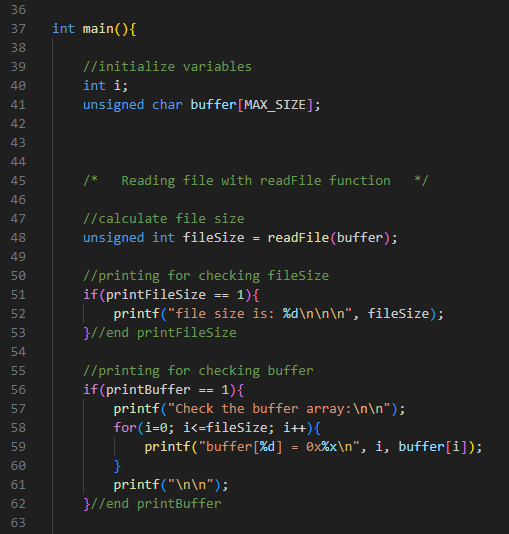 36
37 int main(){
38
39 //initialize variables
40 int i;
41 unsigned char buffer[MAX_SIZE];
42
43
44
45 /*   Reading file with readFile function   */
46
47 //calculate file size
48 unsigned int fileSize = readFile(buffer);
49
50 //printing for checking fileSize
51 if(printFileSize == 1){
52 printf("file size is: %d\n\n\n", fileSize);
53 }//end printFileSize
54
55 //printing for checking buffer
56 if(printBuffer == 1){
57 printf("Check the buffer array:\n\n");
58 for(i=0; i<=fileSize; i++){
59 printf("buffer[%d] = 0x%x\n", i, buffer[i]);
60 }
61 printf("\n\n");
62 }//end printBuffer
63